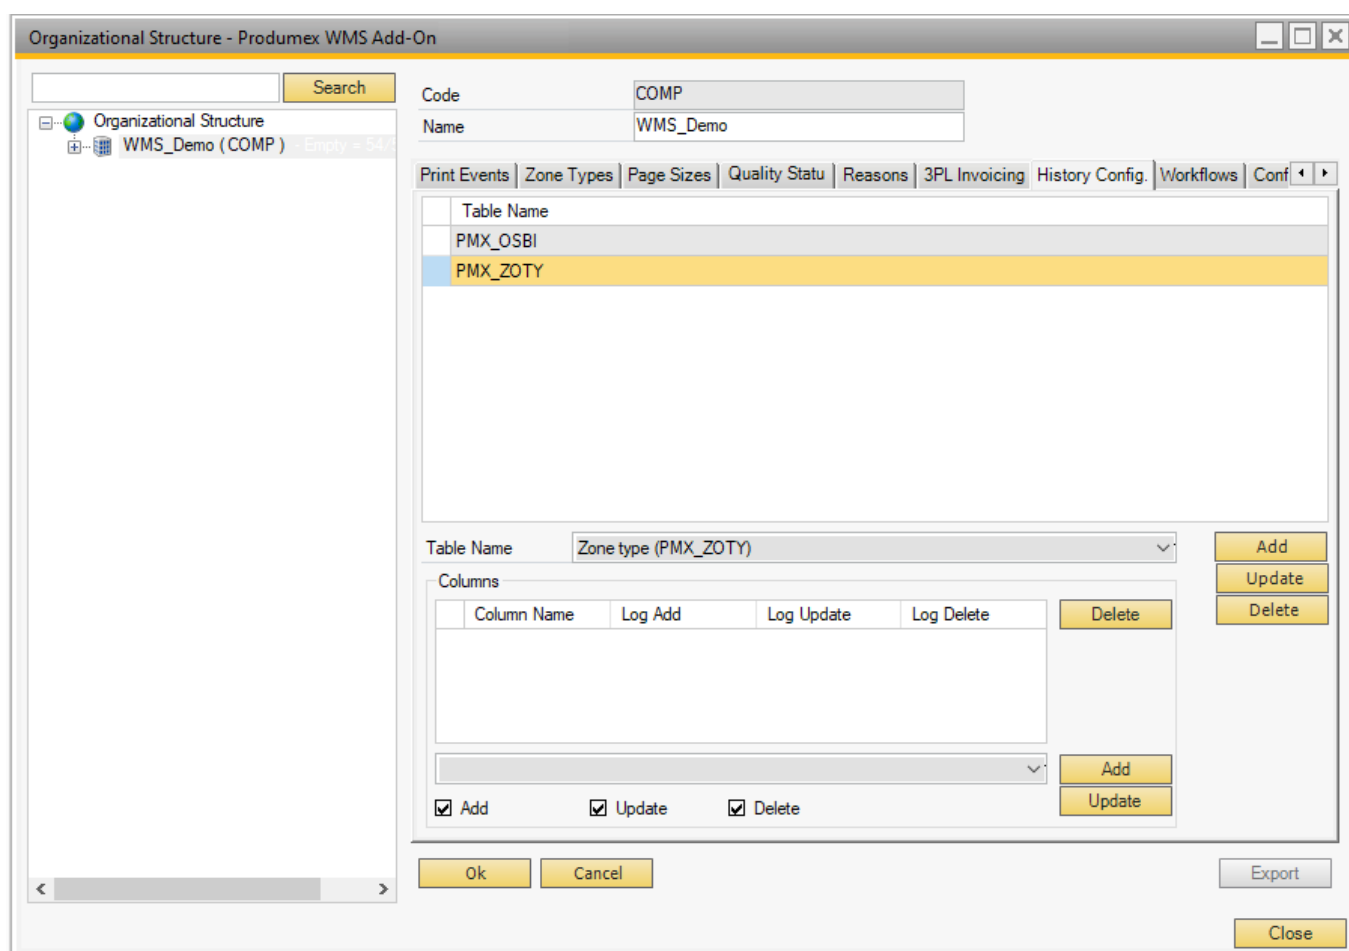 Organizational Structure - Produmex WMS Add-On
Search
Organizational Structure
WMS_Demo ( COMP ) - Empty = 54/
Code COMP
Name WMS_Demo
Print Events Zone Types Page Sizes Quality Statu Reasons 3PL Invoicing History Config. Workflows Conf
Table Name
PMX_OSBI
PMX_ZOTY
Table Name Zone type (PMX_ZOTY) Add
Update
Delete
Columns
Column Name Log Add Log Update Log Delete Delete
Add
Add Update Delete Update
Ok Cancel Export
Close